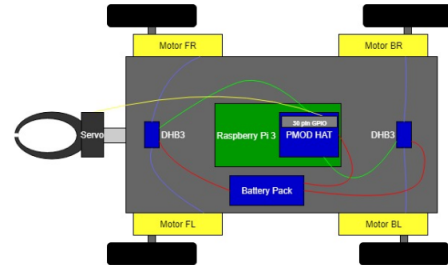 Motor FR
Motor BR
36 pin GPIO
Servo
DHB3
Raspberry Pi 3
PMOD HAT
DHB3
Battery Pack
Motor FL
Motor BL